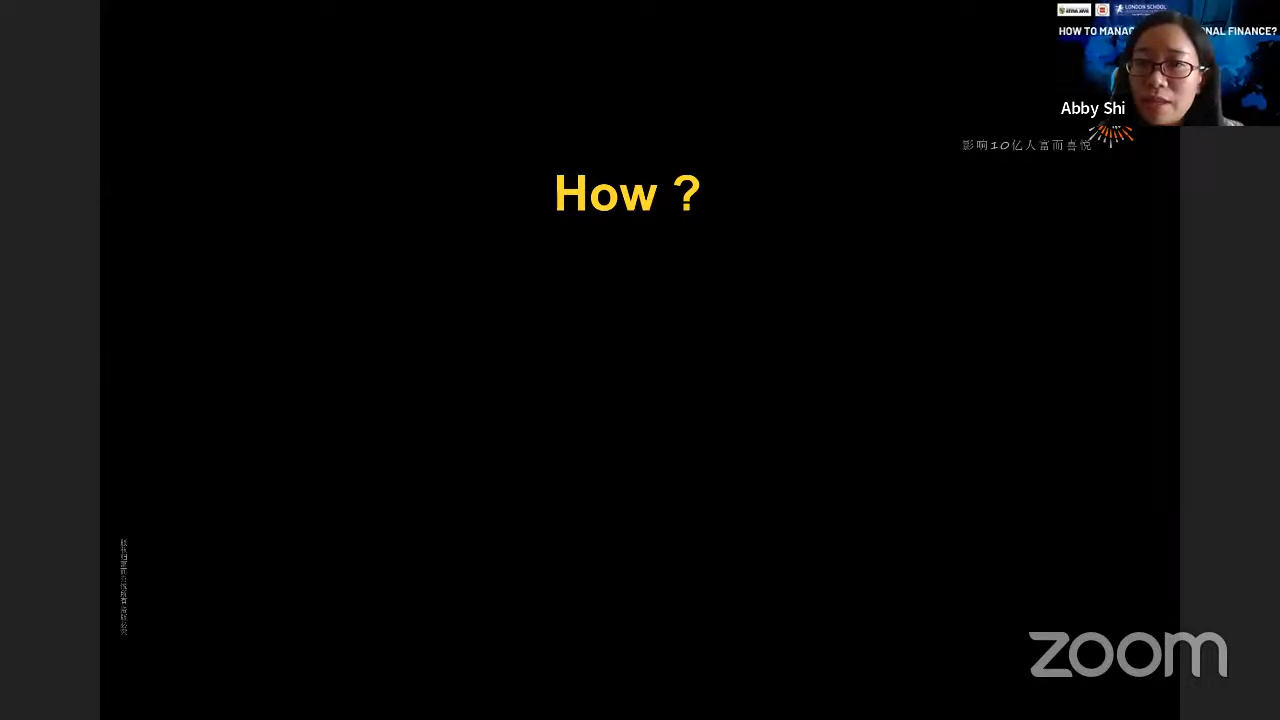 LONDON SCHOOL
HOW TO MANAG
NAL FINANCE?
Abby Shi
影响10亿人富而喜悦
How ?
zoom